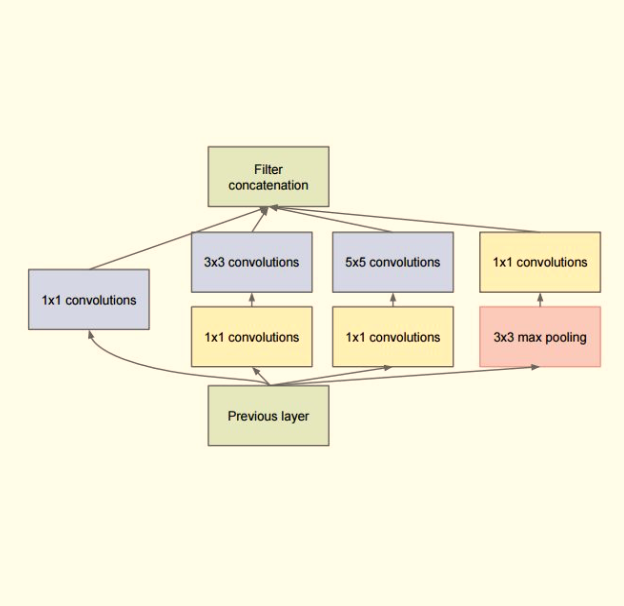 Filter
concatenation
3x3 convolutions
5x5 convolutions
1x1 convolutions
1x1 convolutions
1x1 convolutions
1x1 convolutions
3x3 max pooling
Previous layer